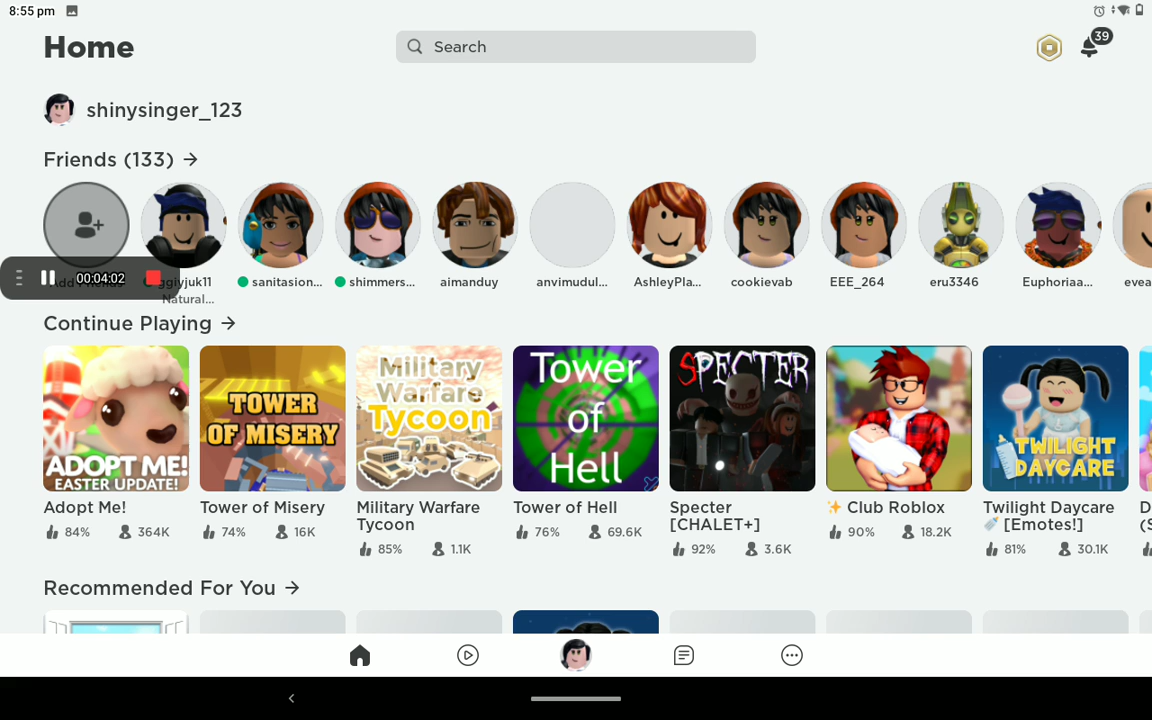 8:55 pm
Home
Search
39
shinysinger_123
Friends (133) →
00:04:02
Add Friends
ggiyjuk11
Natural...
sanitasion...
shimmers...
aimanduy
anvimudul...
AshleyPla...
cookievab
EEE_264
eru3346
Euphoriaa...
evea
Continue Playing →
ADOPT ME!
EASTER UPDATE!
TOWER
OF MISERY
Military
Warfare
Tycoon
Tower
of
Hell
SPECTER
TWILIGHT
DAYCARE
Adopt Me!
84% 364K
Tower of Misery
74% 16K
Military Warfare
Tycoon
85% 1.1K
Tower of Hell
76% 69.6K
Specter
[CHALET+]
92% 3.6K
✨ Club Roblox
90% 18.2K
Twilight Daycare
🍼 [Emotes!]
81% 30.1K
D
(S
Recommended For You →